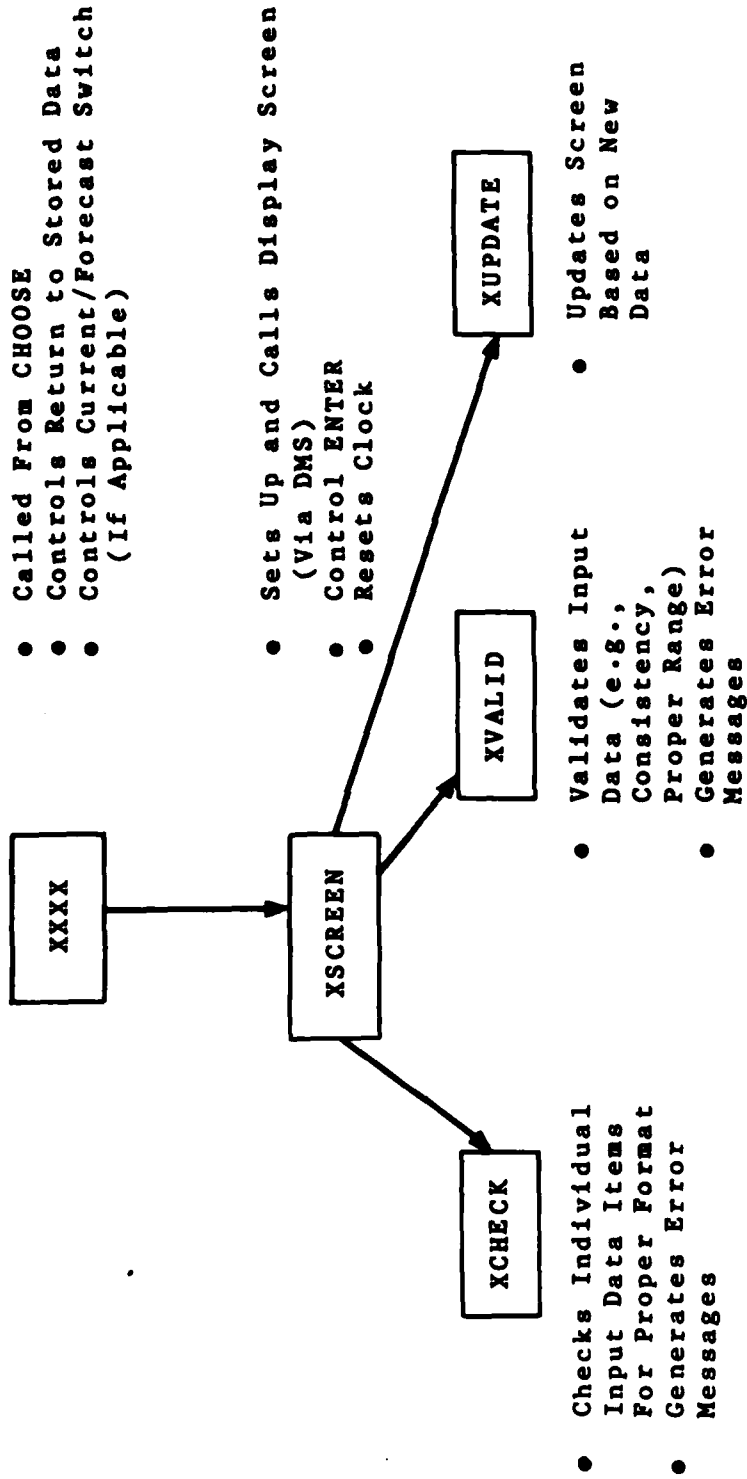 XXXX
● Called From CHOOSE
● Controls Return to Stored Data
● Controls Current/Forecast Switch
(If Applicable)
XSCREEN
● Sets Up and Calls Display Screen
(Via DMS)
● Control ENTER
● Resets Clock
XCHECK
XVALID
XUPDATE
● Checks Individual
Input Data Items
For Proper Format
● Generates Error
Messages
● Validates Input
Data (e.g.,
Consistency,
Proper Range)
● Generates Error
Messages
● Updates Screen
Based on New
Data